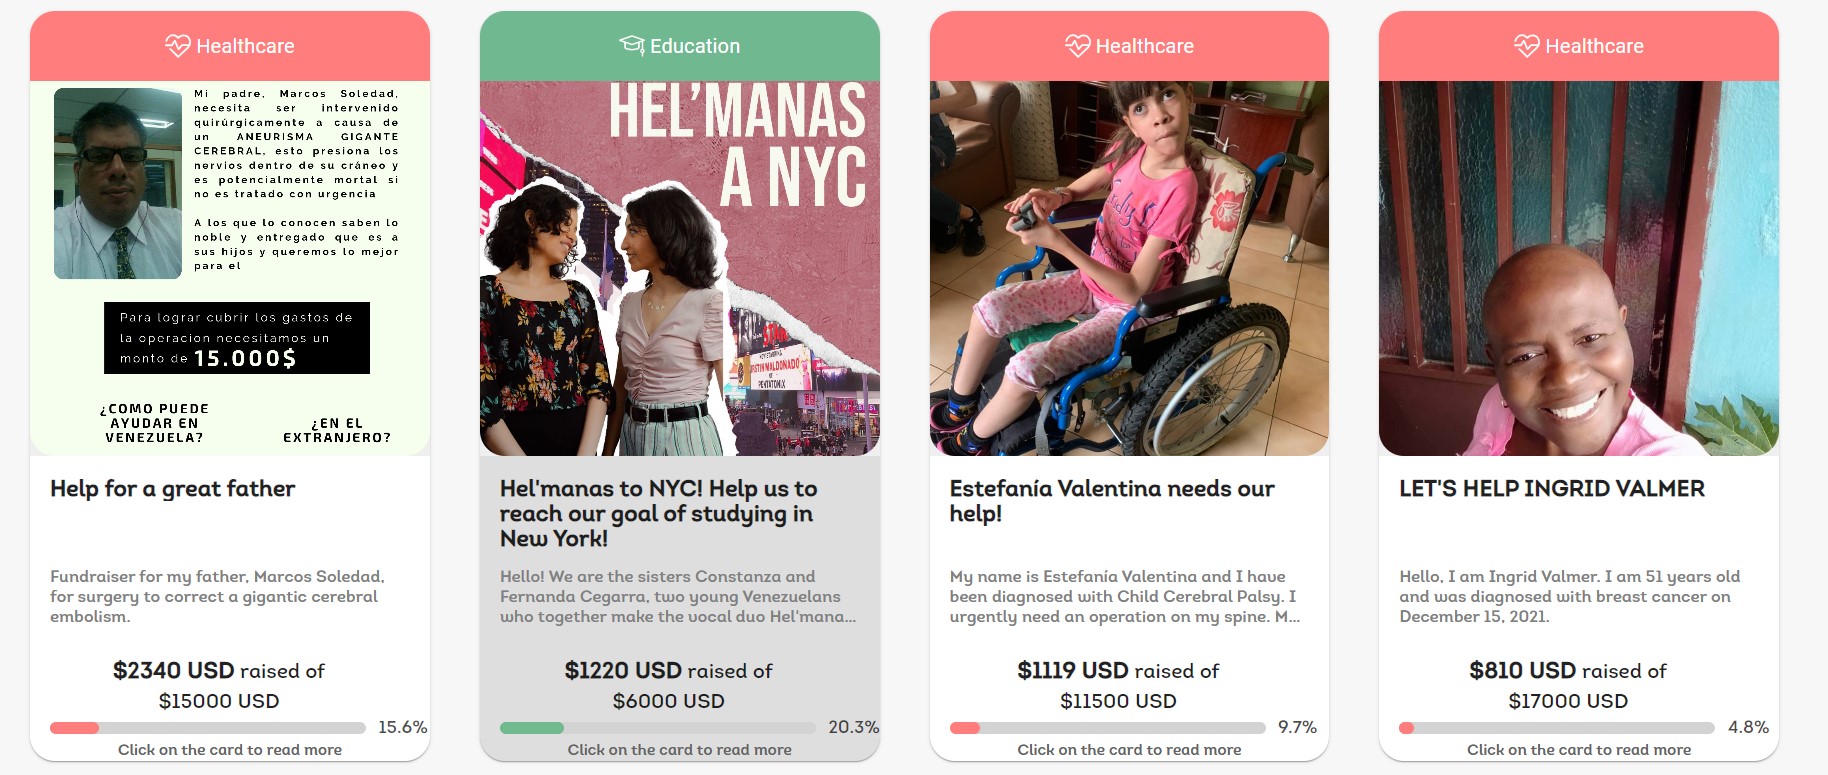 Healthcare
Mi padre, Marcos Soledad,
necesita ser intervenido
quirúrgicamente a causa de
un ANEURISMA GIGANTE
CEREBRAL, esto presiona los
nervios dentro de su cráneo y
es potencialmente mortal si
no es tratado con urgencia
A los que lo conocen saben lo
noble y entregado que es a
sus hijos y queremos lo mejor
para el
Para lograr cubrir los gastos de
la operacion necesitamos un
monto de 15.000$
¿COMO PUEDE
AYUDAR EN
VENEZUELA?
¿EN EL
EXTRANJERO?
Help for a great father
Fundraiser for my father, Marcos Soledad,
for surgery to correct a gigantic cerebral
embolism.
$2340 USD raised of
$15000 USD
15.6%
Click on the card to read more
Education
HEL'MANAS
A NYC
Hel'manas to NYC! Help us to
reach our goal of studying in
New York!
Hello! We are the sisters Constanza and
Fernanda Cegarra, two young Venezuelans
who together make the vocal duo Hel'mana...
$1220 USD raised of
$6000 USD
20.3%
Click on the card to read more
Healthcare
Estefanía Valentina needs our
help!
My name is Estefanía Valentina and I have
been diagnosed with Child Cerebral Palsy. I
urgently need an operation on my spine. M...
$1119 USD raised of
$11500 USD
9.7%
Click on the card to read more
Healthcare
LET'S HELP INGRID VALMER
Hello, I am Ingrid Valmer. I am 51 years old
and was diagnosed with breast cancer on
December 15, 2021.
$810 USD raised of
$17000 USD
4.8%
Click on the card to read more